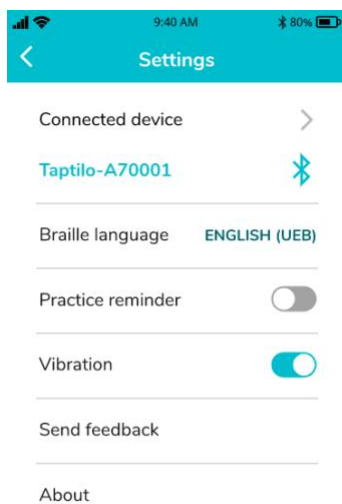 9:40 AM 80%
Settings
Connected device
Taptilo-A70001
Braille language ENGLISH (UEB)
Practice reminder
Vibration
Send feedback
About